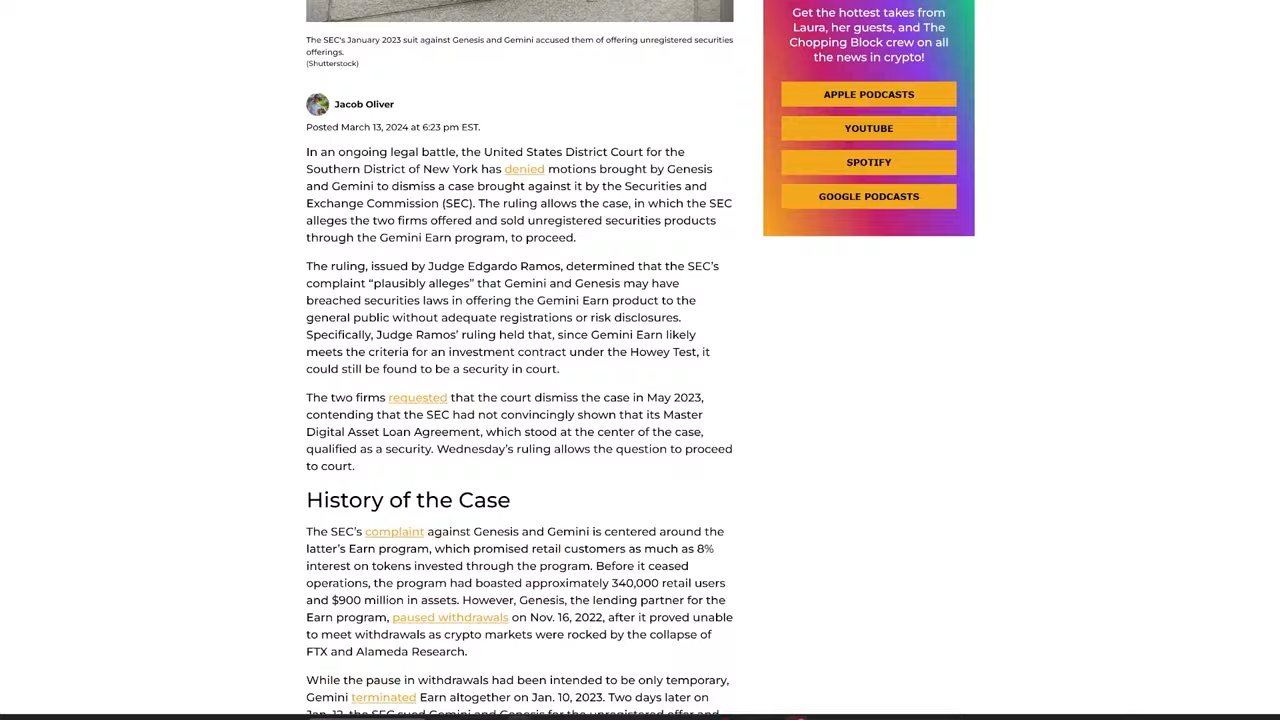 The SEC's January 2023 suit against Genesis and Gemini accused them of offering unregistered securities
offerings.
(Shutterstock)
Jacob Oliver
Posted March 13, 2024 at 6:23 pm EST.
In an ongoing legal battle, the United States District Court for the
Southern District of New York has denied motions brought by Genesis
and Gemini to dismiss a case brought against it by the Securities and
Exchange Commission (SEC). The ruling allows the case, in which the SEC
alleges the two firms offered and sold unregistered securities products
through the Gemini Earn program, to proceed.
The ruling, issued by Judge Edgardo Ramos, determined that the SEC’s
complaint “plausibly alleges” that Gemini and Genesis may have
breached securities laws in offering the Gemini Earn product to the
general public without adequate registrations or risk disclosures.
Specifically, Judge Ramos’ ruling held that, since Gemini Earn likely
meets the criteria for an investment contract under the Howey Test, it
could still be found to be a security in court.
The two firms requested that the court dismiss the case in May 2023,
contending that the SEC had not convincingly shown that its Master
Digital Asset Loan Agreement, which stood at the center of the case,
qualified as a security. Wednesday’s ruling allows the question to proceed
to court.
History of the Case
The SEC’s complaint against Genesis and Gemini is centered around the
latter’s Earn program, which promised retail customers as much as 8%
interest on tokens invested through the program. Before it ceased
operations, the program had boasted approximately 340,000 retail users
and $900 million in assets. However, Genesis, the lending partner for the
Earn program, paused withdrawals on Nov. 16, 2022, after it proved unable
to meet withdrawals as crypto markets were rocked by the collapse of
FTX and Alameda Research.
While the pause in withdrawals had been intended to be only temporary,
Gemini terminated Earn altogether on Jan. 10, 2023. Two days later on
Jan. 12, the SEC sued Gemini and Genesis for the unregistered offer and
Get the hottest takes from
Laura, her guests, and The
Chopping Block crew on all
the news in crypto!
APPLE PODCASTS
YOUTUBE
SPOTIFY
GOOGLE PODCASTS